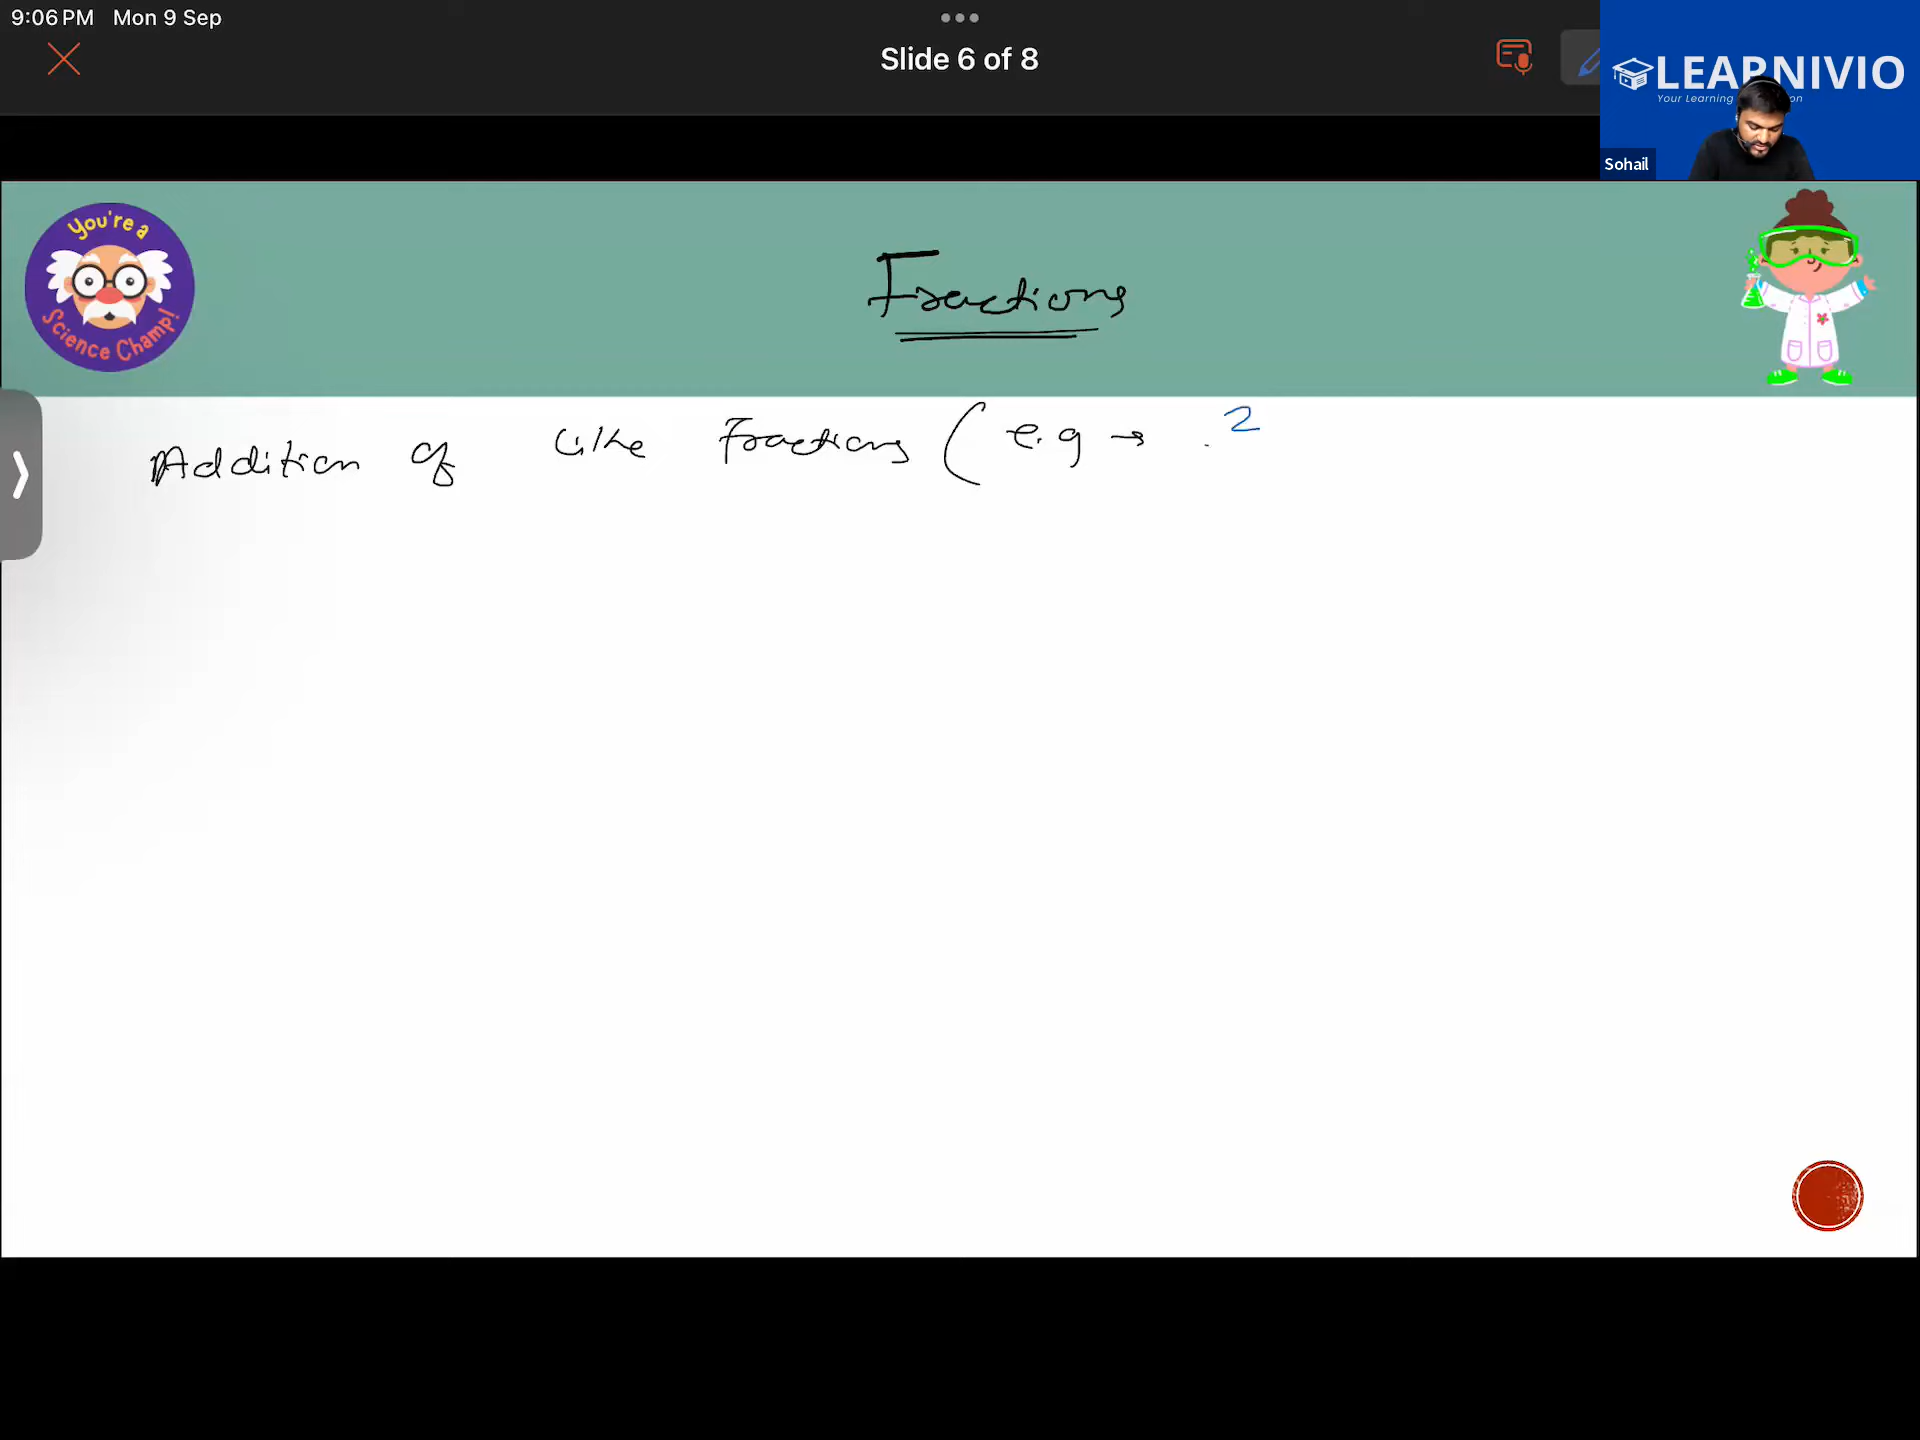 9:06 PM Mon 9 Sep
Slide 6 of 8
LEARNIVIO
Your Learning
Sohail
You're a
Science Champ!
Fractions
Addition of Like Fractions ( e.g → . 2